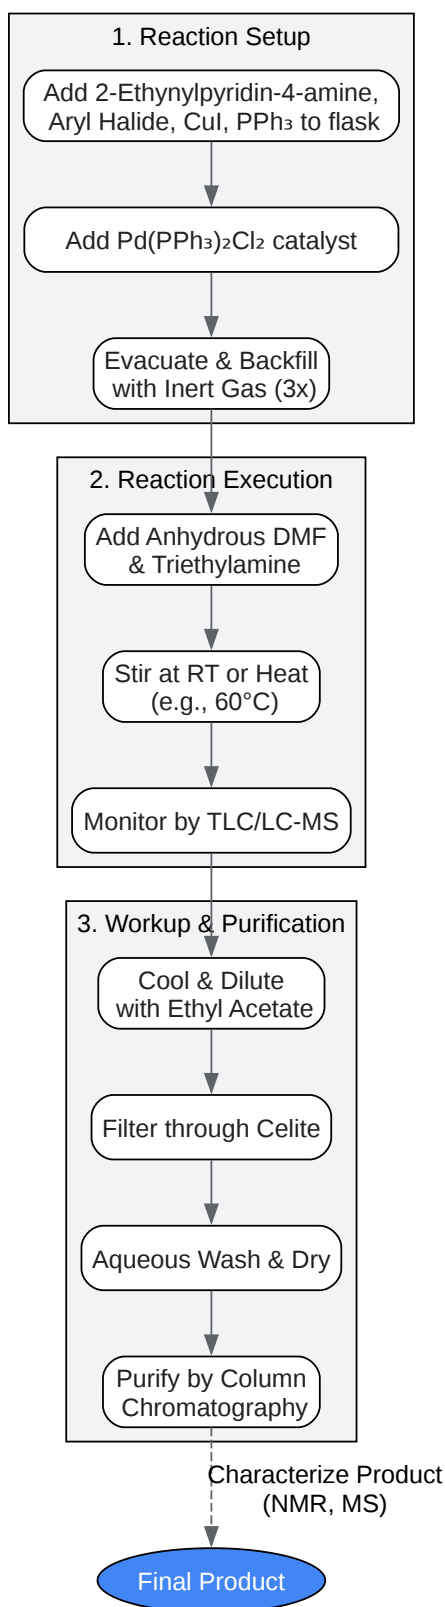 1. Reaction Setup
Add 2-Ethynylpyridin-4-amine,
Aryl Halide, CuI, PPh₃ to flask
Add Pd(PPh₃)₂Cl₂ catalyst
Evacuate & Backfill
with Inert Gas (3x)
2. Reaction Execution
Add Anhydrous DMF
& Triethylamine
Stir at RT or Heat
(e.g., 60°C)
Monitor by TLC/LC-MS
3. Workup & Purification
Cool & Dilute
with Ethyl Acetate
Filter through Celite
Aqueous Wash & Dry
Purify by Column
Chromatography
Characterize Product
(NMR, MS)
Final Product